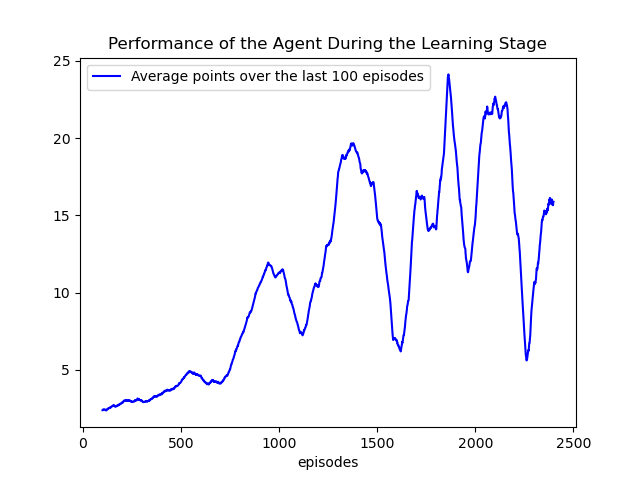 Performance of the Agent During the Learning Stage
Average points over the last 100 episodes
25
20
15
10
5
0 500 1000 1500 2000 2500
episodes